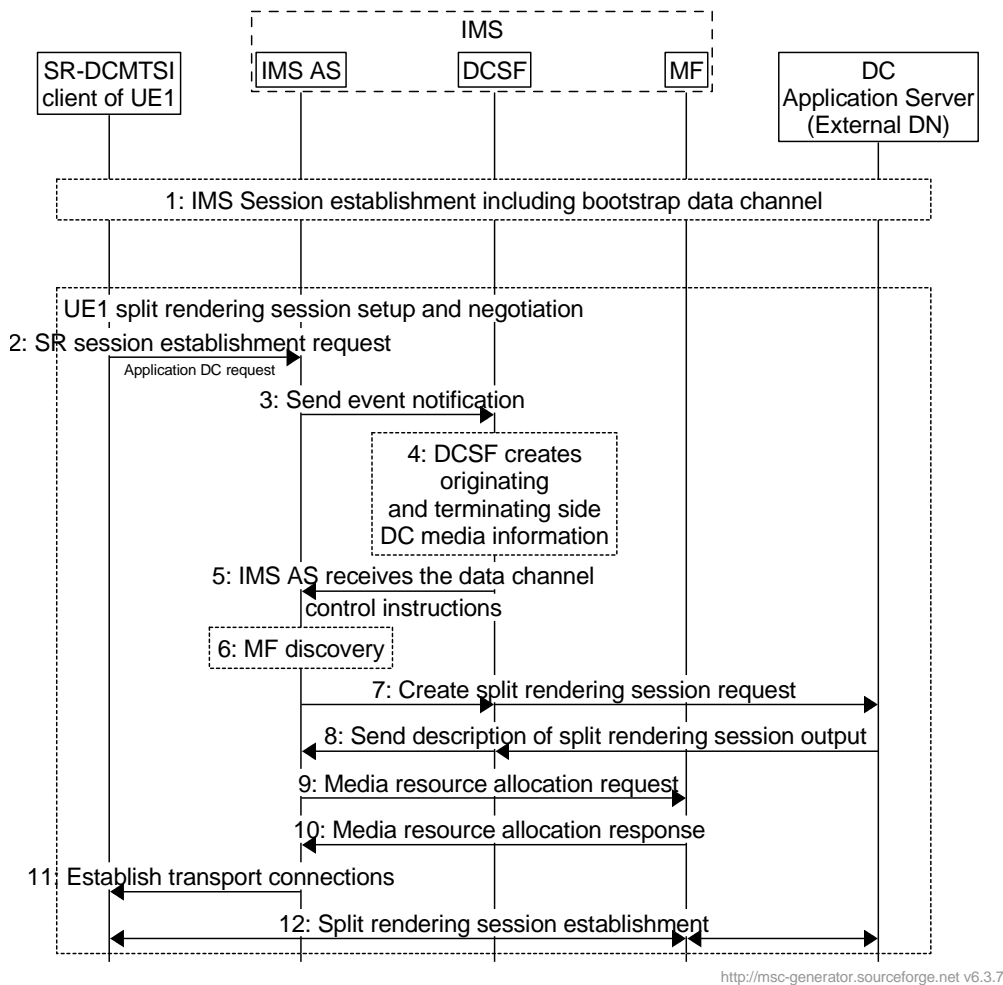 IMS
SR-DCMTSI
client of UE1
IMS AS
DCSF
MF
DC
Application Server
(External DN)
1: IMS Session establishment including bootstrap data channel
UE1 split rendering session setup and negotiation
2: SR session establishment request
Application DC request
3: Send event notification
4: DCSF creates
originating
and terminating side
DC media information
5: IMS AS receives the data channel
control instructions
6: MF discovery
7: Create split rendering session request
8: Send description of split rendering session output
9: Media resource allocation request
10: Media resource allocation response
11: Establish transport connections
12: Split rendering session establishment
http://msc-generator.sourceforge.net v6.3.7